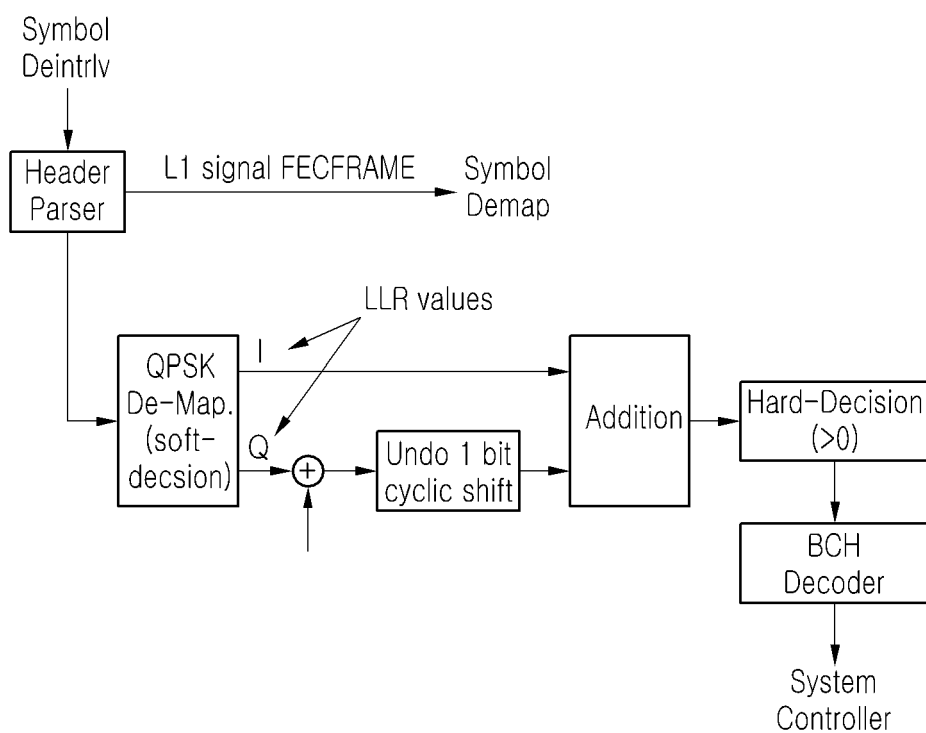 Symbol
Deintrlv
Header
Parser
L1 signal FECFRAME
Symbol
Demap
LLR values
QPSK
De-Map.
(soft-
decsion)
I
Q
+
Undo 1 bit
cyclic shift
Addition
Hard-Decision
(>0)
BCH
Decoder
System
Controller